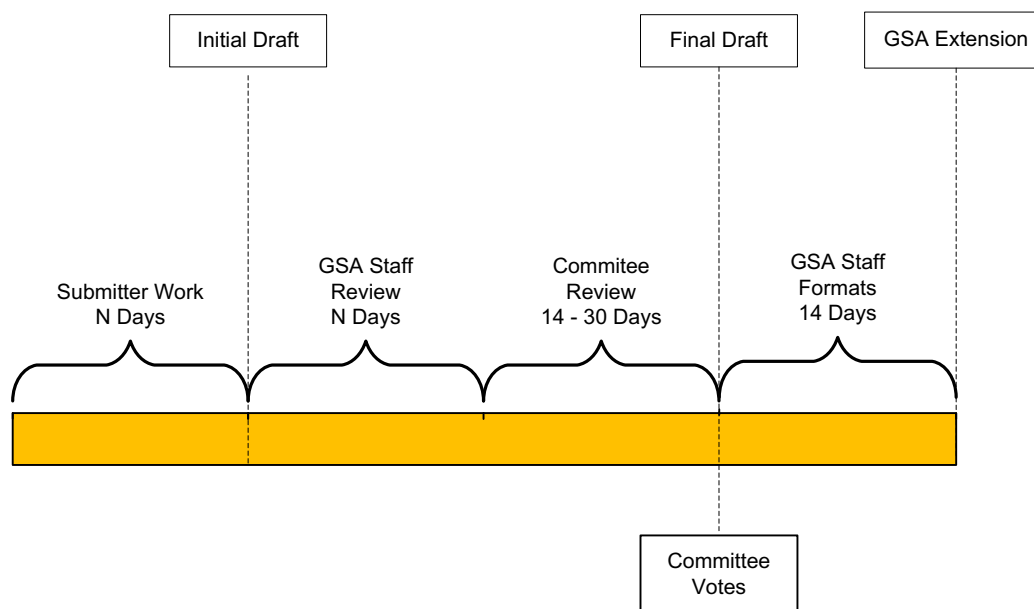 Initial Draft
Final Draft
GSA Extension
Submitter Work
N Days
GSA Staff
Review
N Days
Commitee
Review
14 - 30 Days
GSA Staff
Formats
14 Days
Committee
Votes